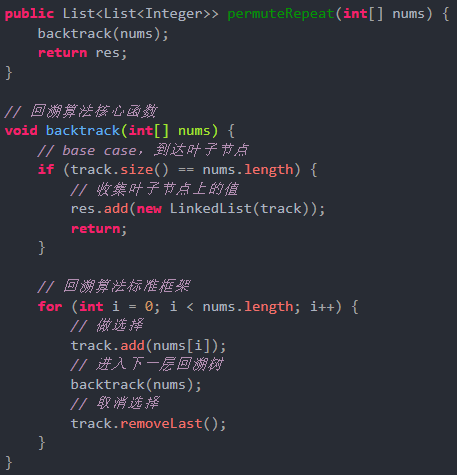 public List<List<Integer>> permuteRepeat(int[] nums) {
    backtrack(nums);
    return res;
}

// 回溯算法核心函数
void backtrack(int[] nums) {
    // base case，到达叶子节点
    if (track.size() == nums.length) {
        // 收集叶子节点上的值
        res.add(new LinkedList(track));
        return;
    }

    // 回溯算法标准框架
    for (int i = 0; i < nums.length; i++) {
        // 做选择
        track.add(nums[i]);
        // 进入下一层回溯树
        backtrack(nums);
        // 取消选择
        track.removeLast();
    }
}